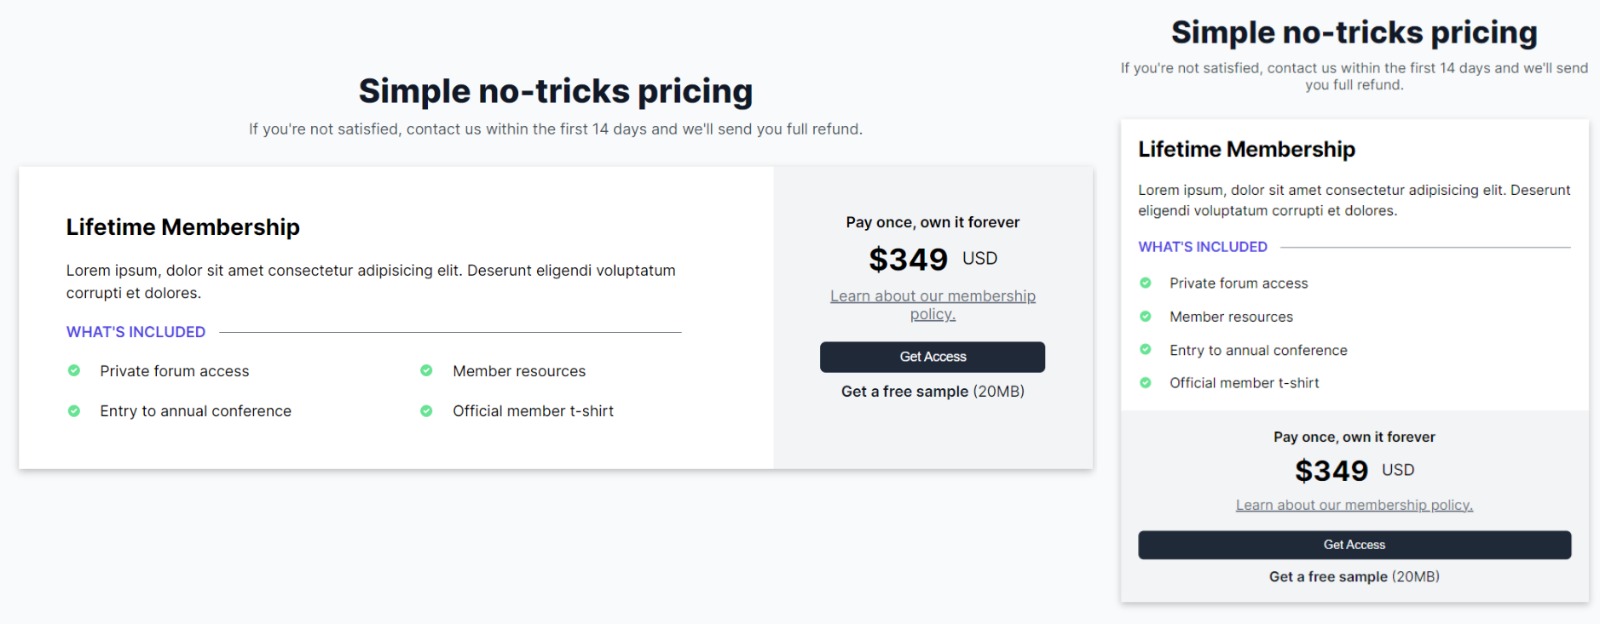 Simple no-tricks pricing
If you're not satisfied, contact us within the first 14 days and we'll send you full refund.
Lifetime Membership
Lorem ipsum, dolor sit amet consectetur adipisicing elit. Deserunt eligendi voluptatum
corrupti et dolores.
WHAT'S INCLUDED
Private forum access
Member resources
Entry to annual conference
Official member t-shirt
Pay once, own it forever
$349 USD
Learn about our membership
policy.
Get Access
Get a free sample (20MB)
Simple no-tricks pricing
If you're not satisfied, contact us within the first 14 days and we'll send
you full refund.
Lifetime Membership
Lorem ipsum, dolor sit amet consectetur adipisicing elit. Deserunt
eligendi voluptatum corrupti et dolores.
WHAT'S INCLUDED
Private forum access
Member resources
Entry to annual conference
Official member t-shirt
Pay once, own it forever
$349 USD
Learn about our membership policy.
Get Access
Get a free sample (20MB)